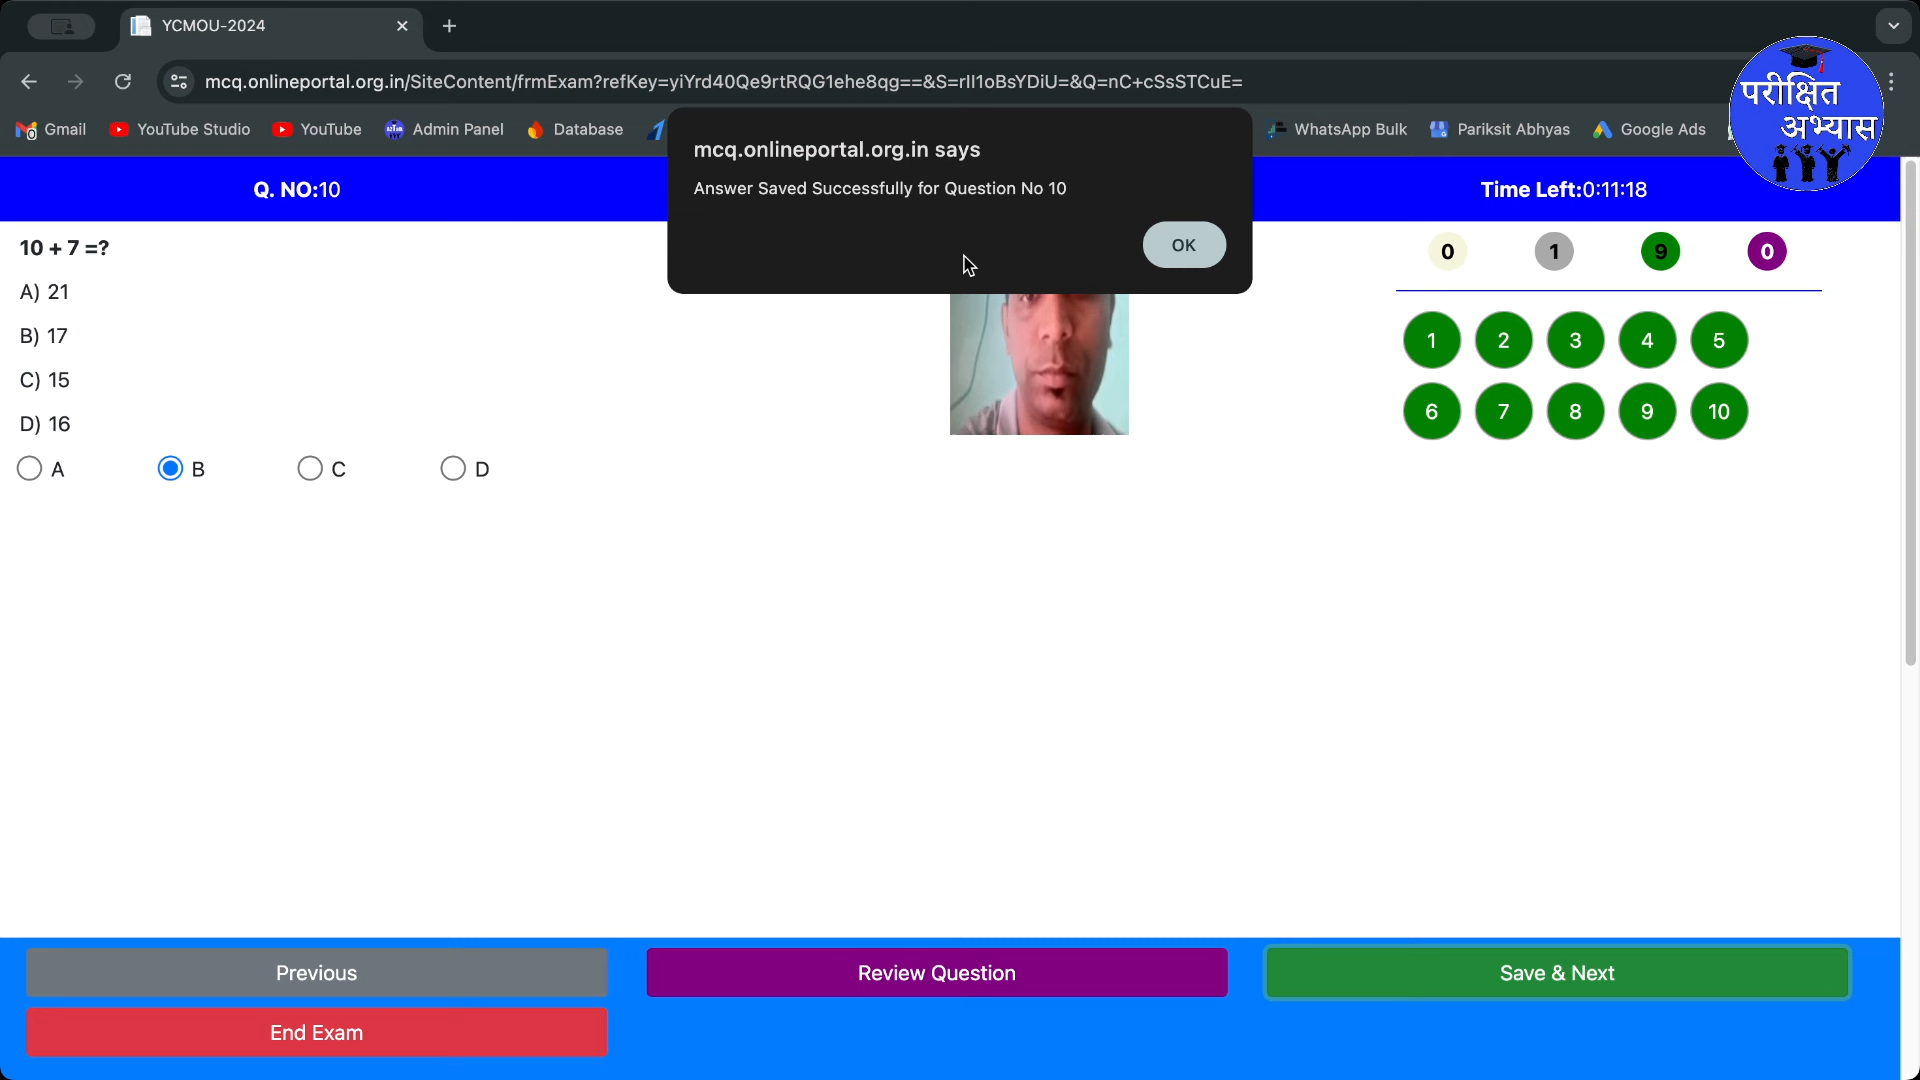 YCMOU-2024
mcq.onlineportal.org.in/SiteContent/frmExam?refKey=yiYrd40Qe9rtRQG1ehe8qg==&S=rII1oBsYDiU=&Q=nC+cSsSTCuE=
Gmail YouTube Studio YouTube Admin Panel Database WhatsApp Bulk Pariksit Abhyas Google Ads
परीक्षित
अभ्यास
mcq.onlineportal.org.in says
Answer Saved Successfully for Question No 10
OK
Q. NO:10 Time Left:0:11:18
10 + 7 =?
A) 21
B) 17
C) 15
D) 16
A B C D
0 1 9 0
1 2 3 4 5
6 7 8 9 10
Previous Review Question Save & Next
End Exam